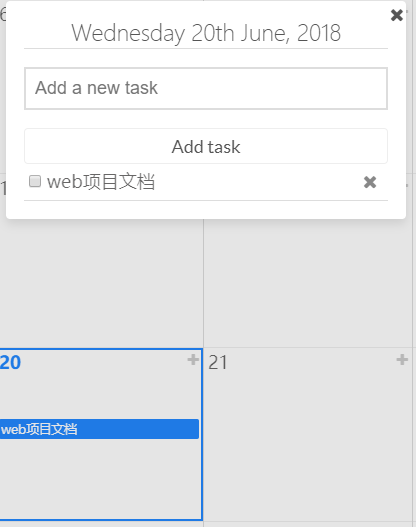 Wednesday 20th June, 2018
Add a new task
Add task
web项目文档
20
21
web项目文档